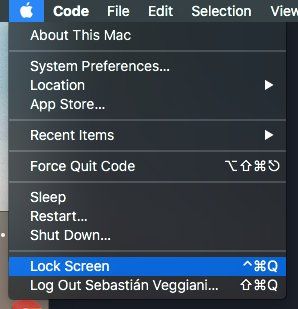 Code File Edit Selection View
About This Mac
System Preferences...
Location ▶
App Store...
Recent Items ▶
Force Quit Code ⌥⇧⌘⎋
Sleep
Restart...
Shut Down...
Lock Screen ^⌘Q
Log Out Sebastián Veggiani... ⇧⌘Q